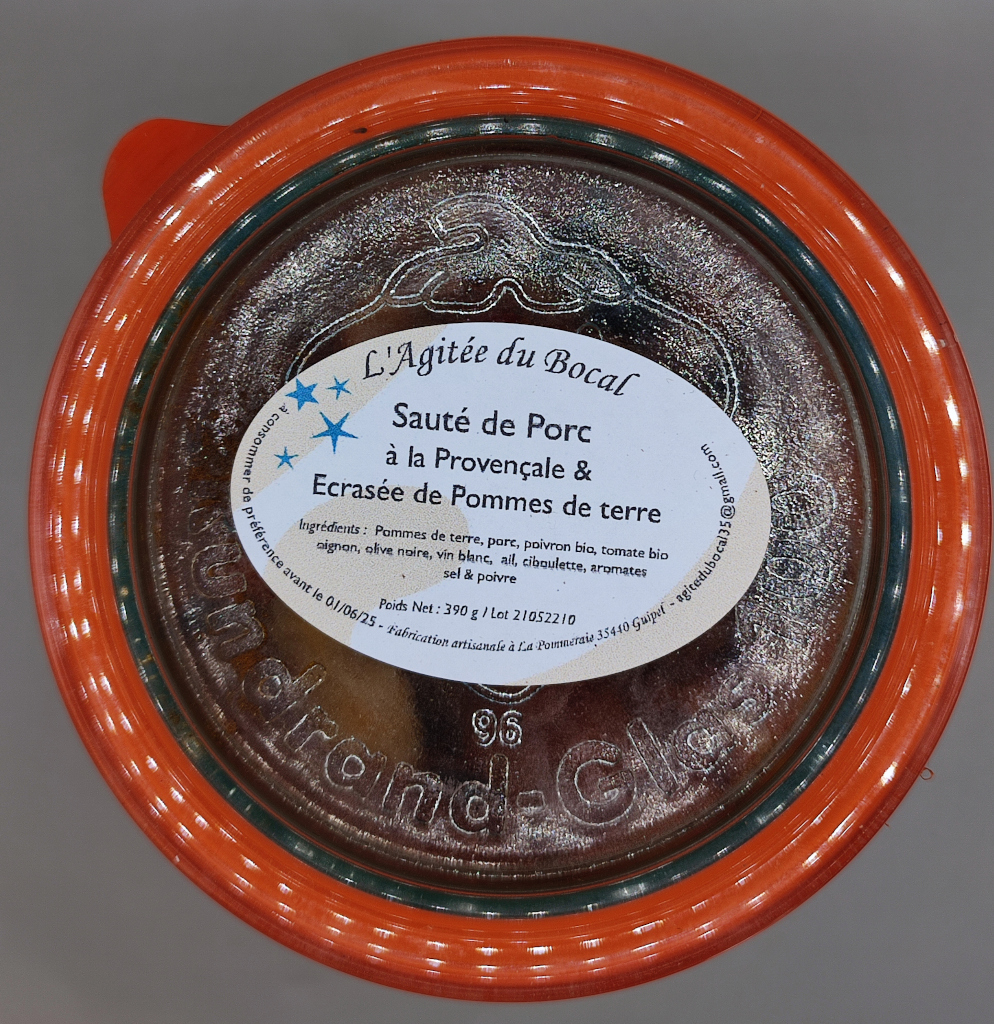 L'Agitée du Bocal
Sauté de Porc
à la Provençale &
Ecrasée de Pommes de terre
Ingrédients : Pommes de terre, porc, poivron bio, tomate bio
oignon, olive noire, vin blanc, ail, ciboulette, aromates
sel & poivre
Poids Net : 390 g / Lot 21052210
à consommer de préférence avant le 01/06/25 - Fabrication artisanale à La Pommeraie 35440 Guipel - agiteedubocal35@gmail.com
96
Rundrand-Glas 100